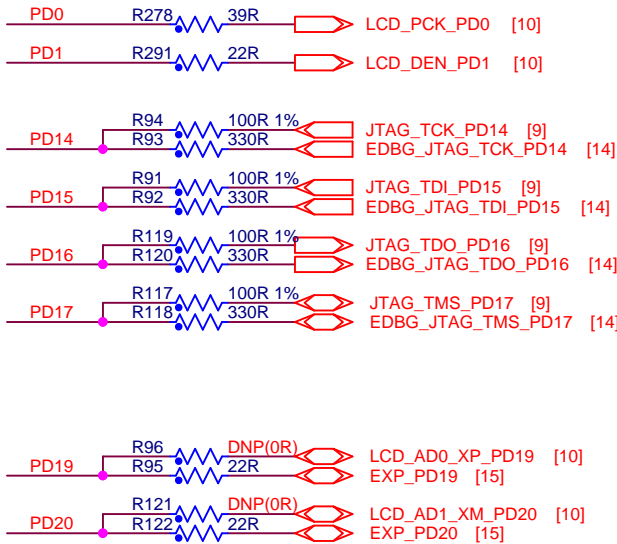 PD0 R278 39R LCD_PCK_PD0 [10]
PD1 R291 22R LCD_DEN_PD1 [10]
R94 100R 1% JTAG_TCK_PD14 [9]
PD14 R93 330R EDBG_JTAG_TCK_PD14 [14]
R91 100R 1% JTAG_TDI_PD15 [9]
PD15 R92 330R EDBG_JTAG_TDI_PD15 [14]
R119 100R 1% JTAG_TDO_PD16 [9]
PD16 R120 330R EDBG_JTAG_TDO_PD16 [14]
R117 100R 1% JTAG_TMS_PD17 [9]
PD17 R118 330R EDBG_JTAG_TMS_PD17 [14]
R96 DNP(0R) LCD_AD0_XP_PD19 [10]
PD19 R95 22R EXP_PD19 [15]
R121 DNP(0R) LCD_AD1_XM_PD20 [10]
PD20 R122 22R EXP_PD20 [15]